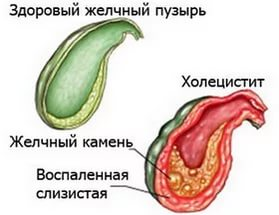 Здоровый желчный пузырь
Холецистит
Желчный камень
Воспаленная
слизистая